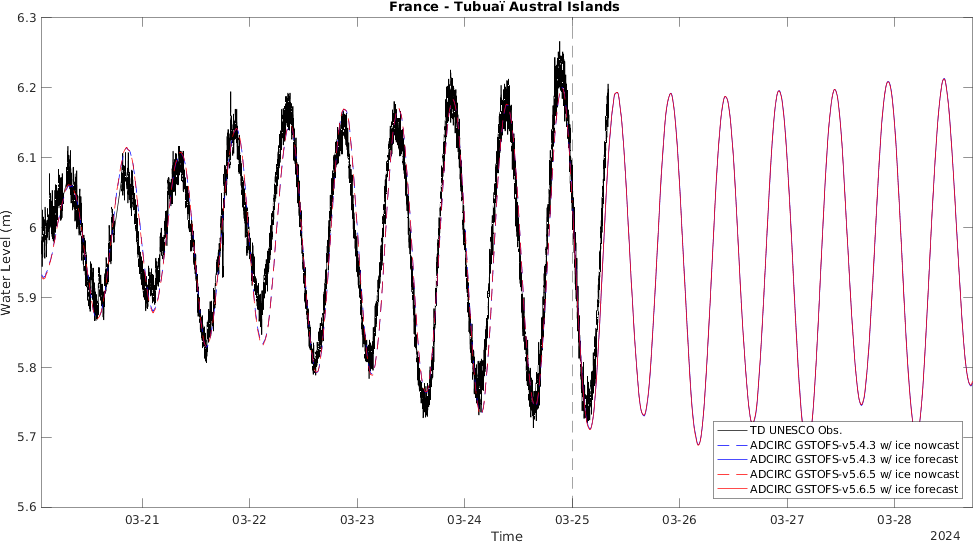 France - Tubuaï Austral Islands
6.3
6.2
6.1
6
5.9
5.8
5.7
5.6
Water Level (m)
TD UNESCO Obs.
ADCIRC GSTOFS-v5.4.3 w/ ice nowcast
ADCIRC GSTOFS-v5.4.3 w/ ice forecast
ADCIRC GSTOFS-v5.6.5 w/ ice nowcast
ADCIRC GSTOFS-v5.6.5 w/ ice forecast
03-21 03-22 03-23 03-24 03-25 03-26 03-27 03-28
Time
2024